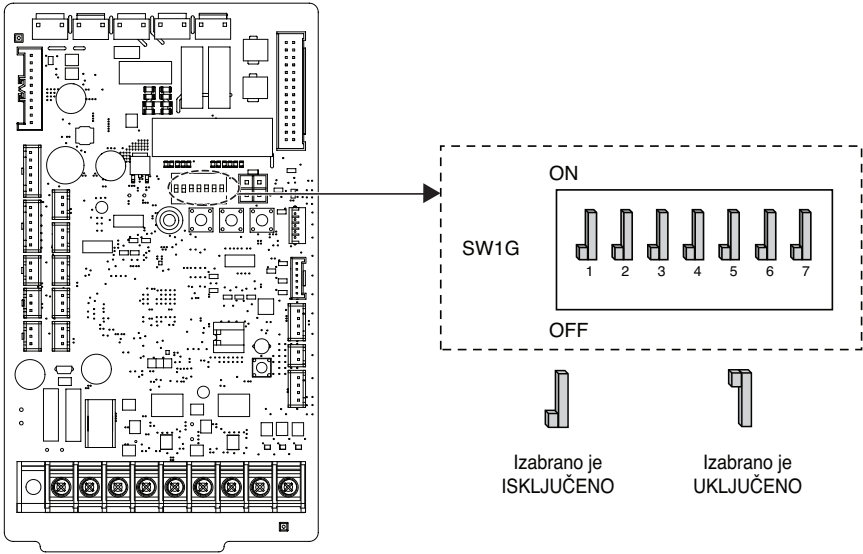 ON
SW1G
1 2 3 4 5 6 7
OFF
Izabrano je
ISKLJUČENO
Izabrano je
UKLJUČENO